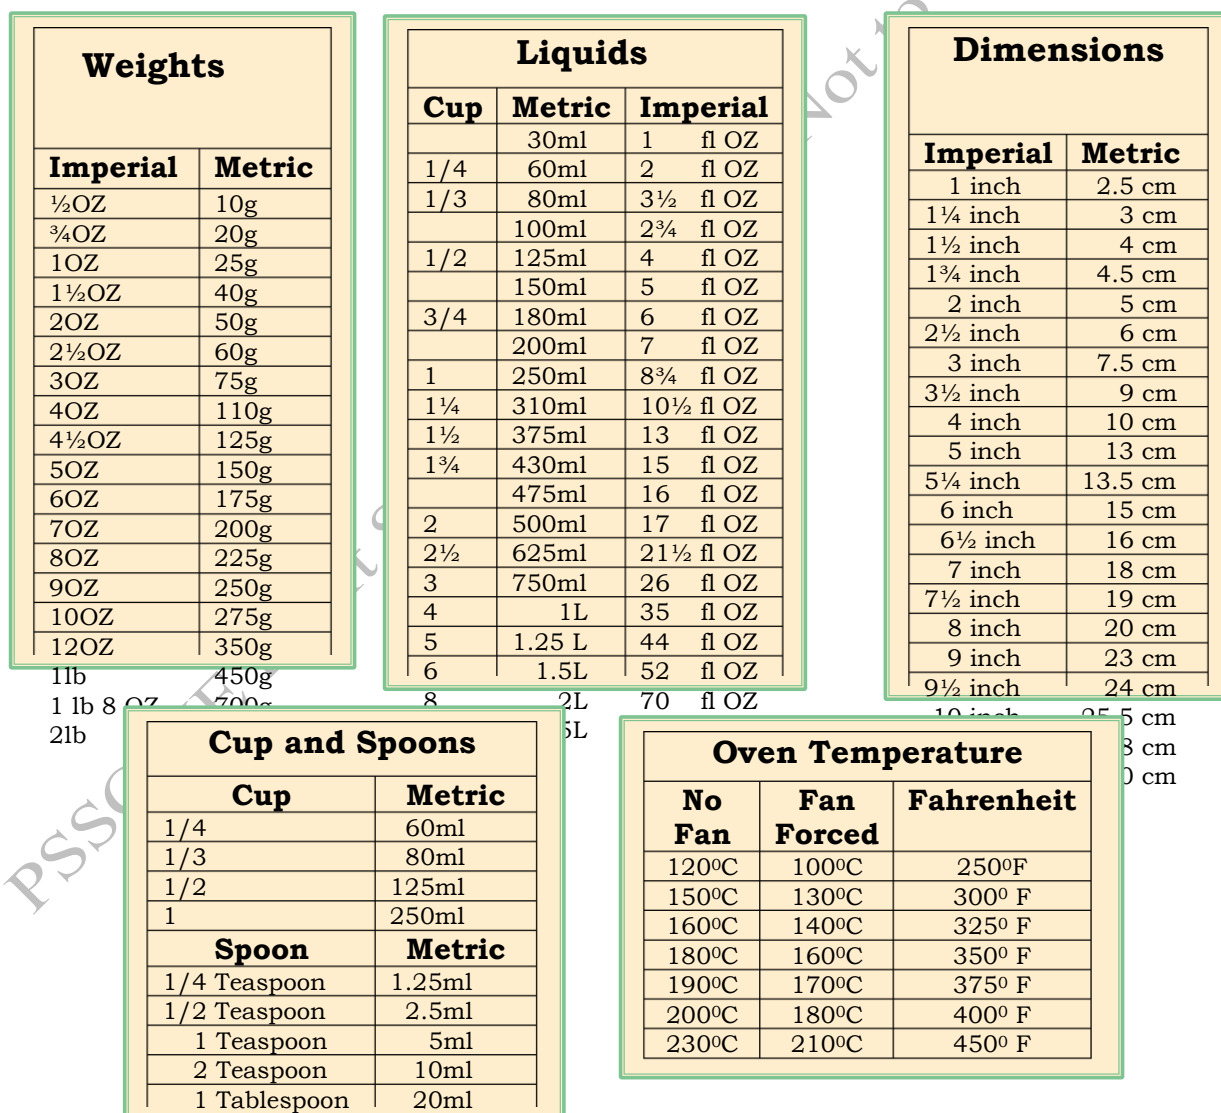 Weights
Imperial Metric
½OZ 10g
¾OZ 20g
1OZ 25g
1½OZ 40g
2OZ 50g
2½OZ 60g
3OZ 75g
4OZ 110g
4½OZ 125g
5OZ 150g
6OZ 175g
7OZ 200g
8OZ 225g
9OZ 250g
10OZ 275g
12OZ 350g
1lb 450g
1 lb 8 OZ 700g
2lb
Liquids
Cup Metric Imperial
30ml 1 fl OZ
1/4 60ml 2 fl OZ
1/3 80ml 3½ fl OZ
100ml 2¾ fl OZ
1/2 125ml 4 fl OZ
150ml 5 fl OZ
3/4 180ml 6 fl OZ
200ml 7 fl OZ
1 250ml 8¾ fl OZ
1¼ 310ml 10½ fl OZ
1½ 375ml 13 fl OZ
1¾ 430ml 15 fl OZ
475ml 16 fl OZ
2 500ml 17 fl OZ
2½ 625ml 21½ fl OZ
3 750ml 26 fl OZ
4 1L 35 fl OZ
5 1.25 L 44 fl OZ
6 1.5L 52 fl OZ
8 2L 70 fl OZ
Dimensions
Imperial Metric
1 inch 2.5 cm
1¼ inch 3 cm
1½ inch 4 cm
1¾ inch 4.5 cm
2 inch 5 cm
2½ inch 6 cm
3 inch 7.5 cm
3½ inch 9 cm
4 inch 10 cm
5 inch 13 cm
5¼ inch 13.5 cm
6 inch 15 cm
6½ inch 16 cm
7 inch 18 cm
7½ inch 19 cm
8 inch 20 cm
9 inch 23 cm
9½ inch 24 cm
10 inch 25.5 cm
cm
cm
Cup and Spoons
Cup Metric
1/4 60ml
1/3 80ml
1/2 125ml
1 250ml
Spoon Metric
1/4 Teaspoon 1.25ml
1/2 Teaspoon 2.5ml
1 Teaspoon 5ml
2 Teaspoon 10ml
1 Tablespoon 20ml
Oven Temperature
No Fan Fan Forced Fahrenheit
120⁰C 100⁰C 250⁰F
150⁰C 130⁰C 300⁰ F
160⁰C 140⁰C 325⁰ F
180⁰C 160⁰C 350⁰ F
190⁰C 170⁰C 375⁰ F
200⁰C 180⁰C 400⁰ F
230⁰C 210⁰C 450⁰ F
Not to